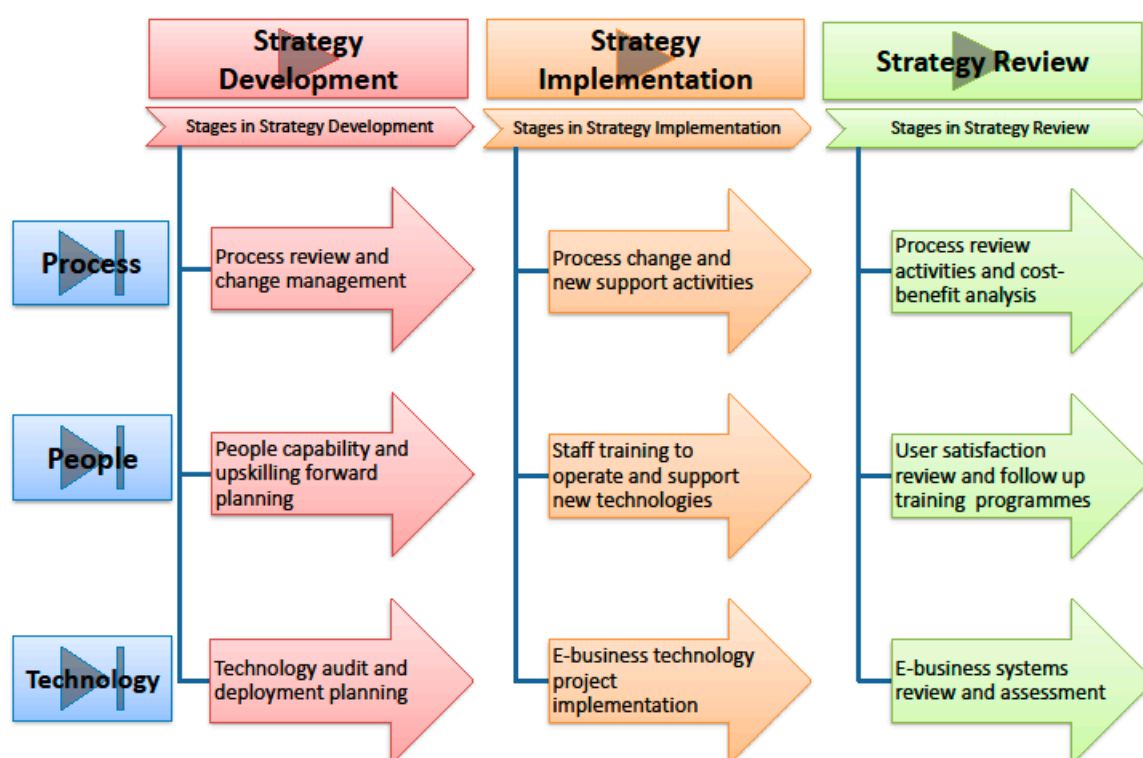 Strategy
Development
Strategy
Implementation
Strategy Review
Stages in Strategy Development
Stages in Strategy Implementation
Stages in Strategy Review
Process
Process review and
change management
Process change and
new support activities
Process review
activities and cost-
benefit analysis
People
People capability and
upskilling forward
planning
Staff training to
operate and support
new technologies
User satisfaction
review and follow up
training programmes
Technology
Technology audit and
deployment planning
E-business technology
project
implementation
E-business systems
review and assessment